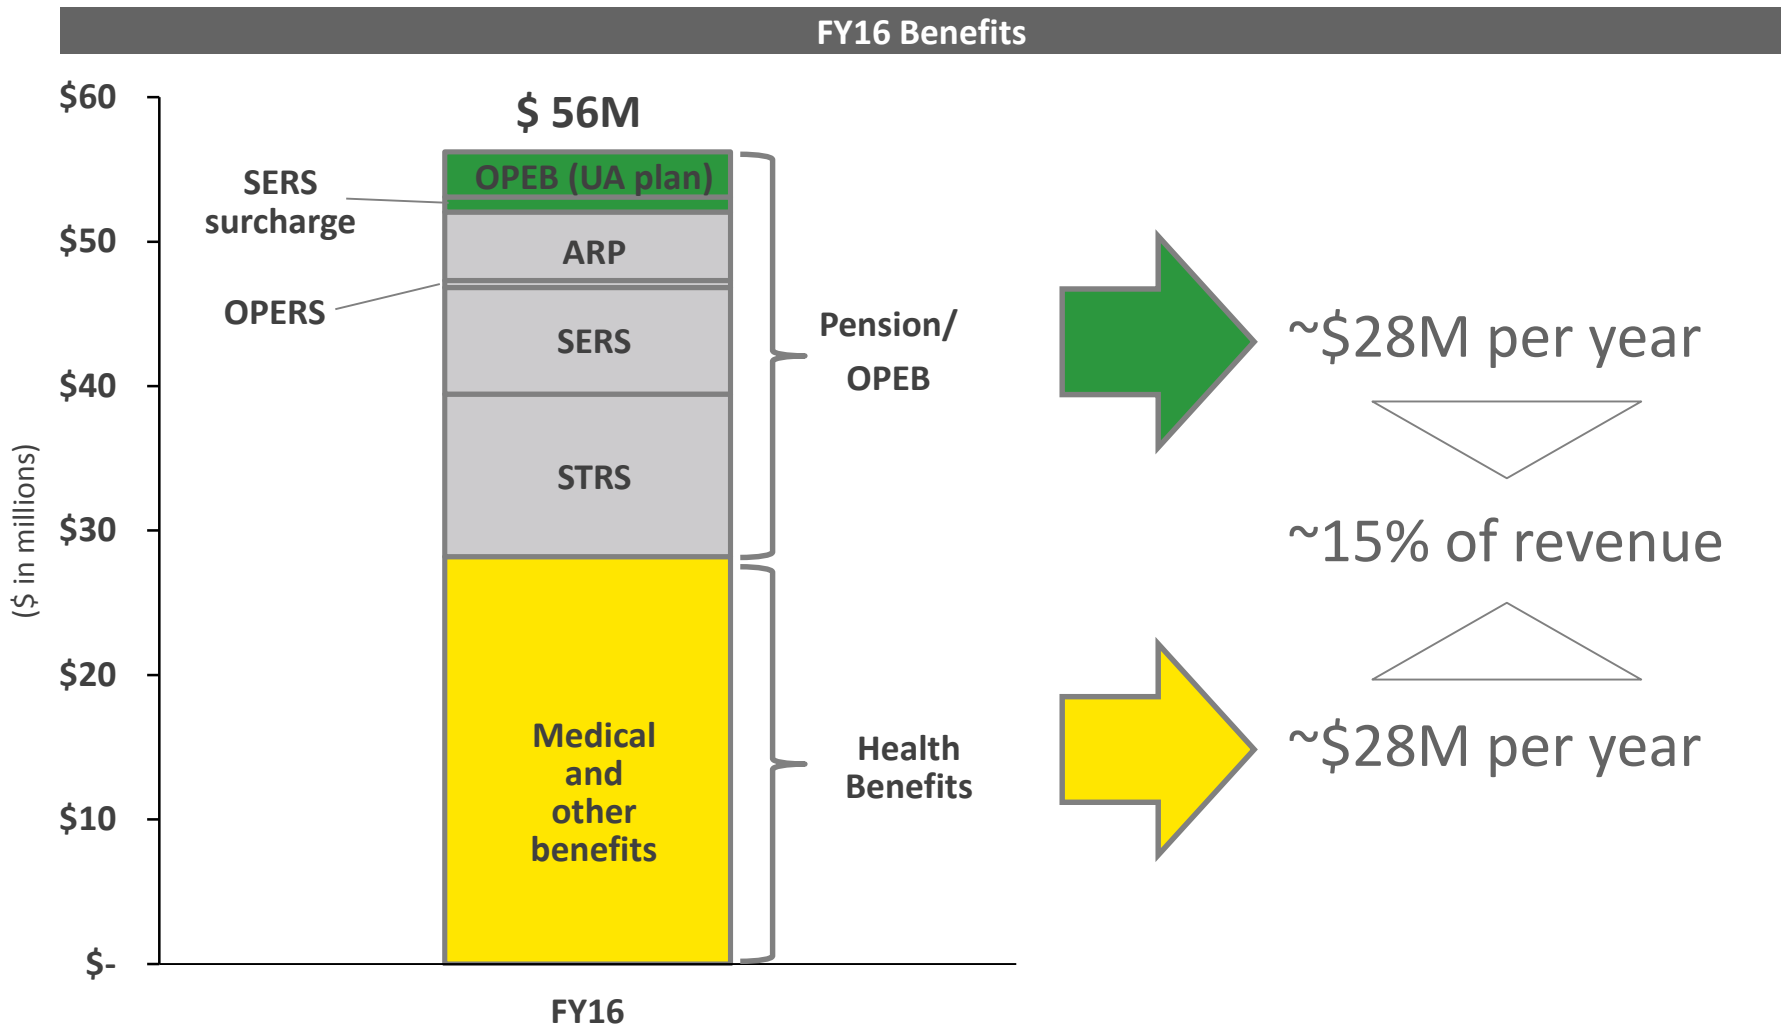 FY16 Benefits
$60
$50
$40
$30
$20
$10
$-
($ in millions)
$ 56M
SERS
surcharge
OPERS
OPEB (UA plan)
ARP
SERS
STRS
Medical
and
other
benefits
FY16
Pension/
OPEB
Health
Benefits
~$28M per year
~15% of revenue
~$28M per year